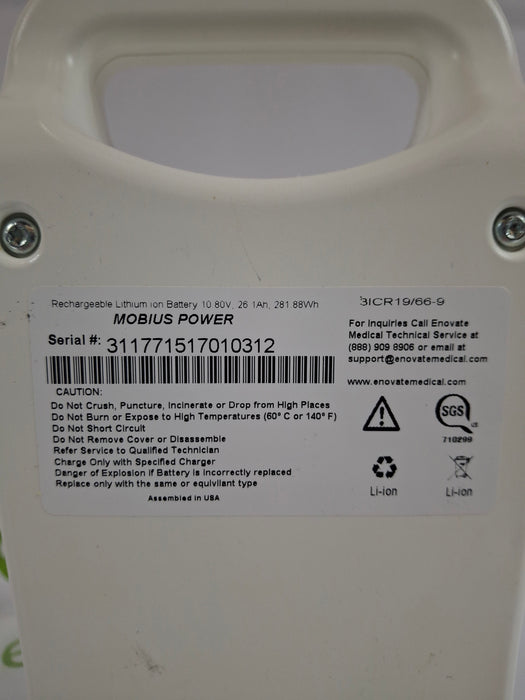 Rechargeable Lithium ion Battery 10.80V, 26.1Ah, 281.88Wh
MOBIUS POWER
Serial #: 311771517010312
CAUTION:
Do Not Crush, Puncture, Incinerate or Drop from High Places
Do Not Burn or Expose to High Temperatures (60° C or 140° F)
Do Not Short Circuit
Do Not Remove Cover or Disassemble
Refer Service to Qualified Technician
Charge Only with Specified Charger
Danger of Explosion if Battery is Incorrectly replaced
Replace only with the same or equivilant type
Assembled in USA
3ICR19/66-9
For Inquiries Call Enovate
Medical Technical Service at
(888) 909 8906 or email at
support@enovatemedical.com
www.enovatemedical.com
SGS
US
710299
Li-ion
Li-ion